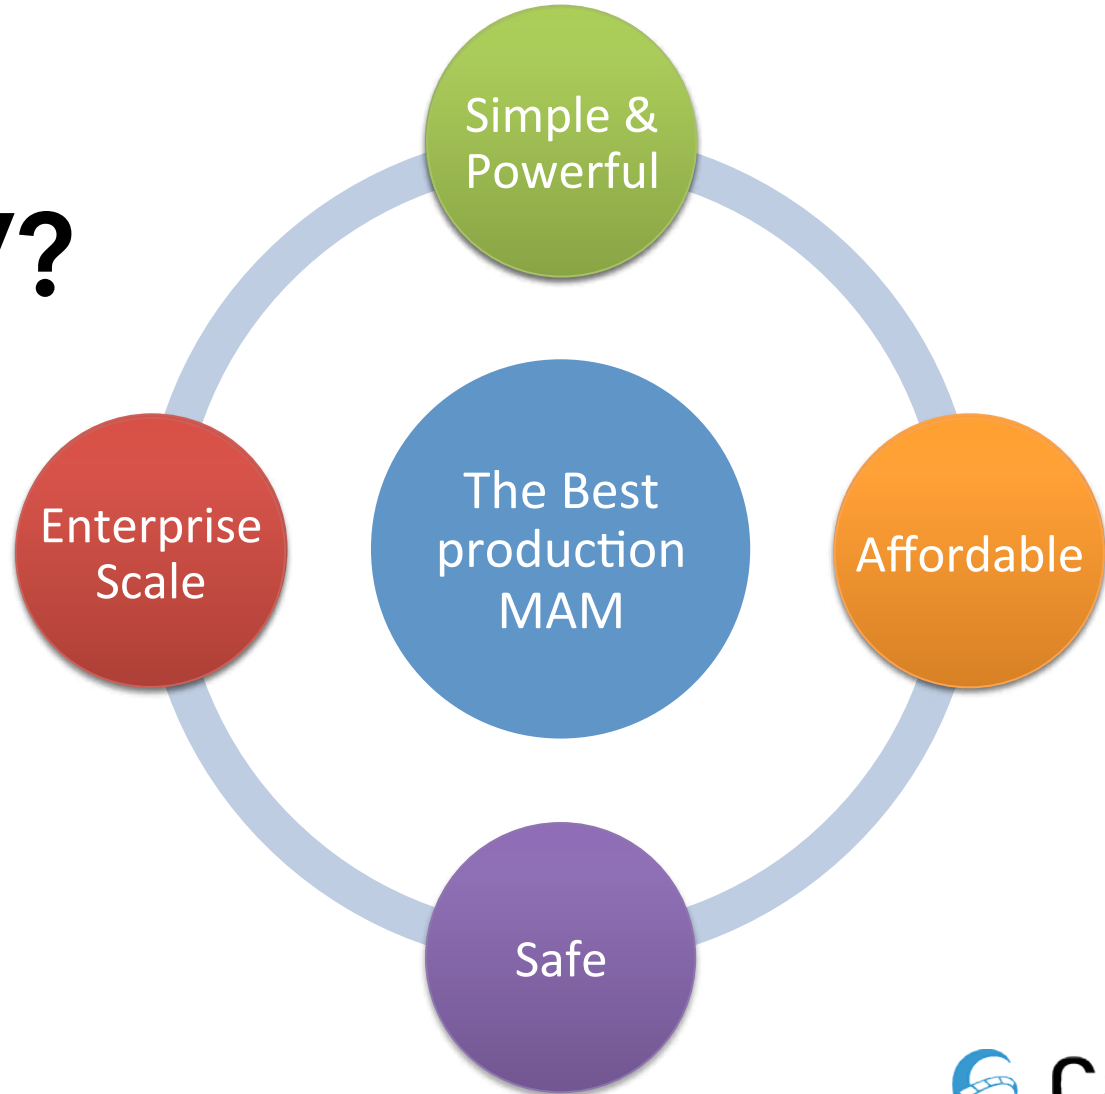 Simple &
Powerful
?
The Best
production
MAM
Enterprise
Scale
Affordable
Safe